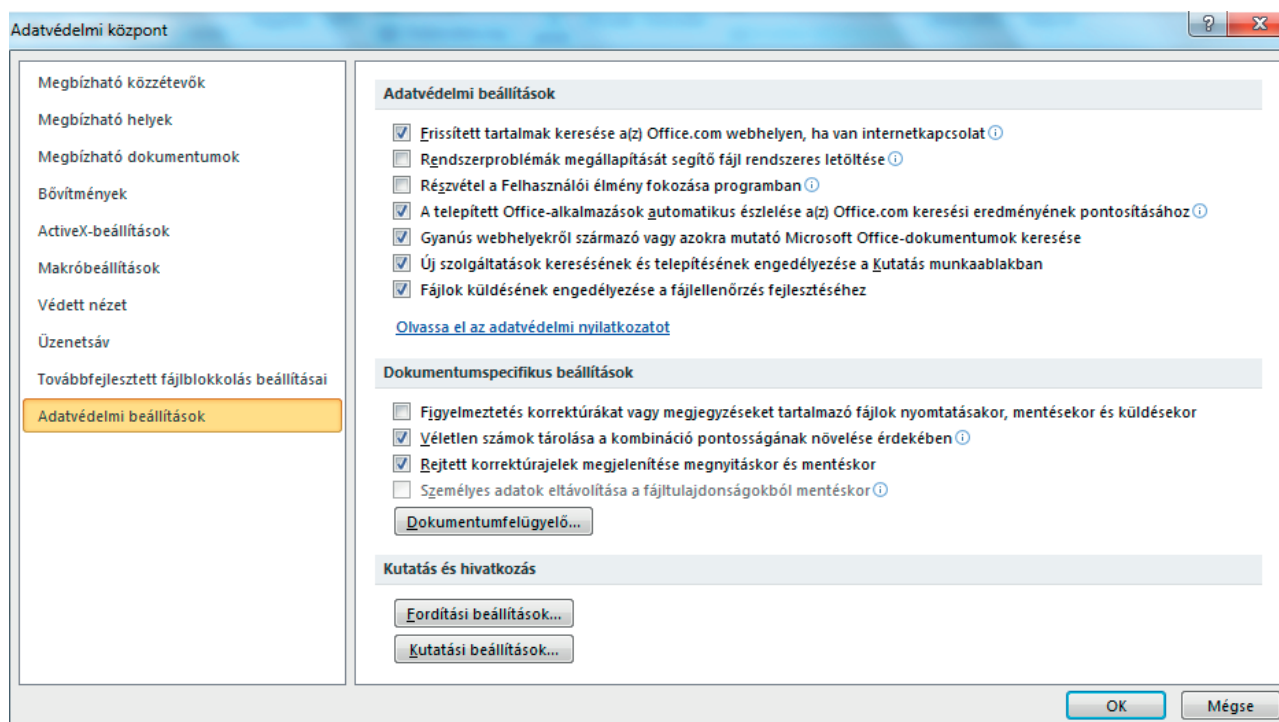 Adatvédelmi központ
Megbízható közzétevők
Megbízható helyek
Megbízható dokumentumok
Bővítmények
ActiveX-beállítások
Makróbeállítások
Védett nézet
Üzenetsáv
Továbbfejlesztett fájlblokkolás beállításai
Adatvédelmi beállítások
Adatvédelmi beállítások
Frissített tartalmak keresése a(z) Office.com webhelyen, ha van internetkapcsolat
Rendszerproblémák megállapítását segítő fájl rendszeres letöltése
Részvétel a Felhasználói élmény fokozása programban
A telepített Office-alkalmazások automatikus észlelése a(z) Office.com keresési eredményének pontosításához
Gyanús webhelyekről származó vagy azokra mutató Microsoft Office-dokumentumok keresése
Új szolgáltatások keresésének és telepítésének engedélyezése a Kutatás munkaablakban
Fájlok küldésének engedélyezése a fájlellenőrzés fejlesztéséhez
Olvassa el az adatvédelmi nyilatkozatot
Dokumentumspecifikus beállítások
Figyelmeztetés korrektúrákat vagy megjegyzéseket tartalmazó fájlok nyomtatásakor, mentésekor és küldésekor
Véletlen számok tárolása a kombináció pontosságának növelése érdekében
Rejtett korrektúrajelek megjelenítése megnyitáskor és mentéskor
Személyes adatok eltávolítása a fájltulajdonságokból mentéskor
Dokumentumfelügyelő...
Kutatás és hivatkozás
Fordítási beállítások...
Kutatási beállítások...
OK Mégse